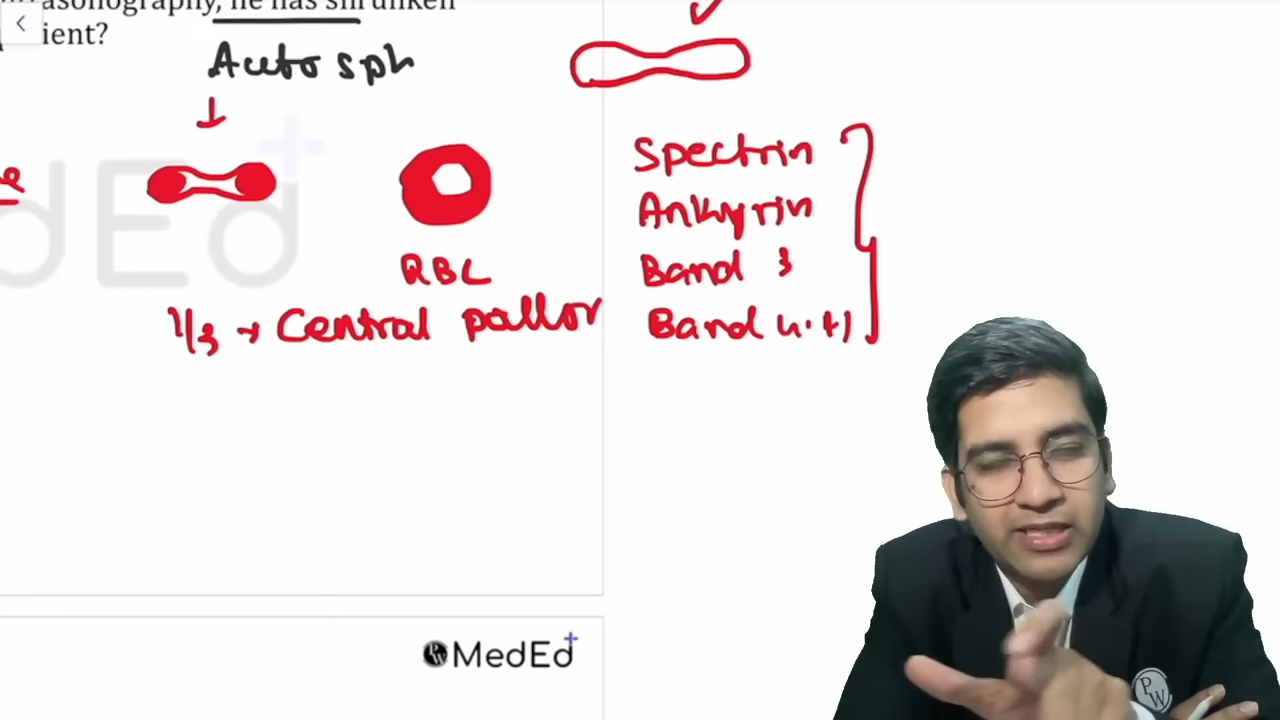 he has shrunken
ient?
Auto sph
RBC
1/3 → Central pallor
Spectrin
Ankyrin
Band 3
Band 4.1
MedEd
PW